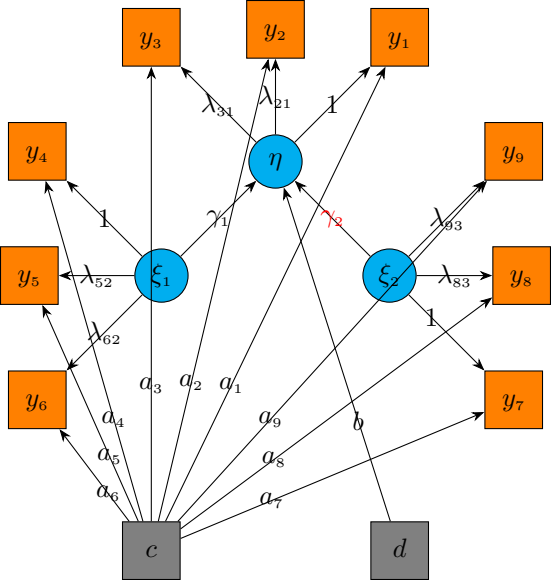 y₃
y₂
y₁
λ₃₁
λ₂₁
1
y₄
η
y₉
1
γ₁
γ₂
λ₉₃
y₅
λ₅₂
ξ₁
ξ₂
λ₈₃
y₈
λ₆₂
1
y₆
a₃
a₂
a₁
y₇
a₄
a₉
b
a₅
a₈
a₆
a₇
c
d